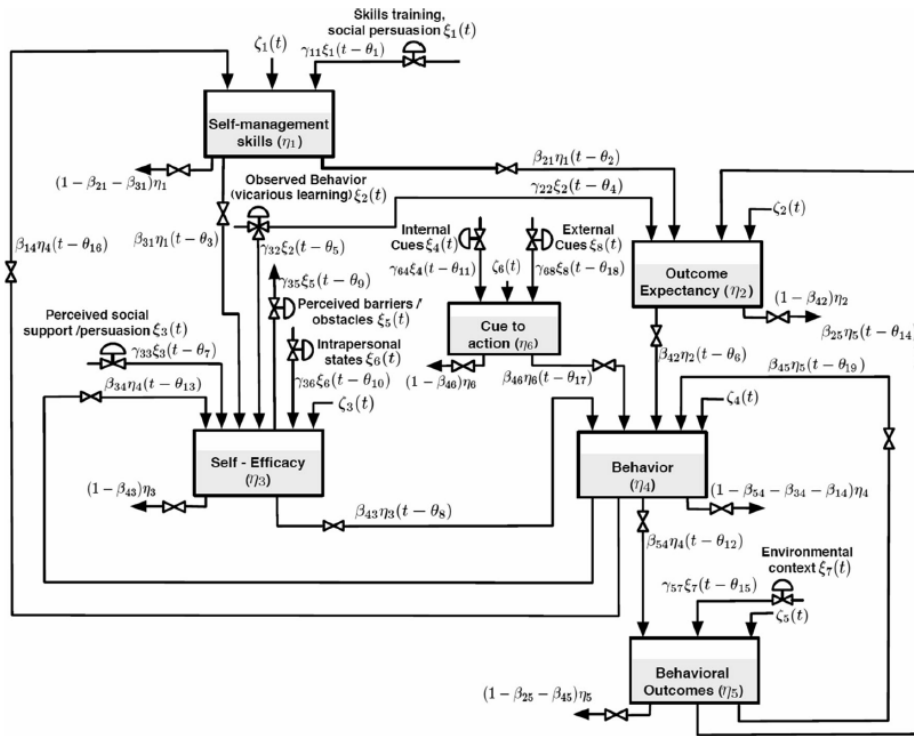 Skills training,
social persuasion ξ₁(t)
ζ₁(t)
γ₁₁ξ₁(t − θ₁)
Self-management
skills (η₁)
(1 − β₂₁ − β₃₁)η₁
β₂₁η₁(t − θ₂)
Observed Behavior
(vicarious learning) ξ₂(t)
γ₂₂ξ₂(t − θ₄)
β₁₄η₄(t − θ₁₆)
β₃₁η₁(t − θ₃)
γ₃₂ξ₂(t − θ₅)
Internal
Cues ξ₄(t)
External
Cues ξ₈(t)
ζ₂(t)
γ₆₄ξ₄(t − θ₁₁)
ζ₆(t)
γ₆₈ξ₈(t − θ₁₈)
Outcome
Expectancy (η₂)
γ₃₅ξ₅(t − θ₉)
Perceived barriers /
obstacles ξ₅(t)
Cue to
action (η₆)
(1 − β₄₂)η₂
β₂₅η₅(t − θ₁₄)
Perceived social
support /persuasion ξ₃(t)
γ₃₃ξ₃(t − θ₇)
Intrapersonal
states ξ₆(t)
γ₃₆ξ₆(t − θ₁₀)
(1 − β₄₆)η₆
β₄₆η₆(t − θ₁₇)
β₄₂η₂(t − θ₆)
β₄₅η₅(t − θ₁₉)
β₃₄η₄(t − θ₁₃)
ζ₃(t)
ζ₄(t)
Self - Efficacy
(η₃)
Behavior
(η₄)
(1 − β₄₃)η₃
β₄₃η₃(t − θ₈)
(1 − β₅₄ − β₃₄ − β₁₄)η₄
β₅₄η₄(t − θ₁₂)
Environmental
context ξ₇(t)
γ₅₇ξ₇(t − θ₁₅)
ζ₅(t)
Behavioral
Outcomes (η₅)
(1 − β₂₅ − β₄₅)η₅